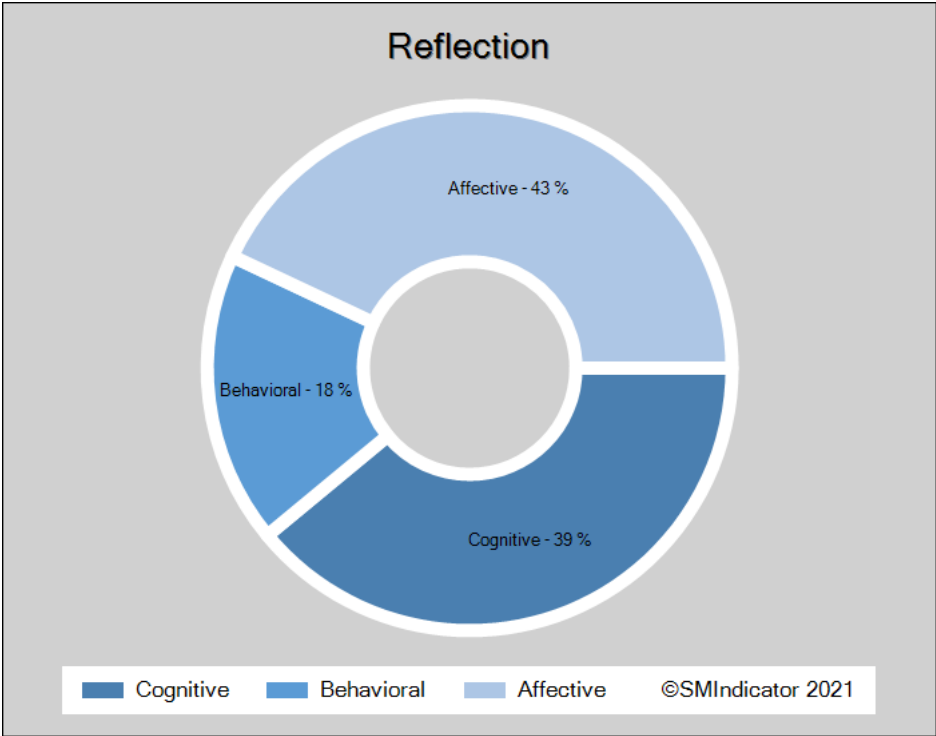 Reflection
Affective - 43 %
Behavioral - 18 %
Cognitive - 39 %
Cognitive Behavioral Affective ©SMIndicator 2021